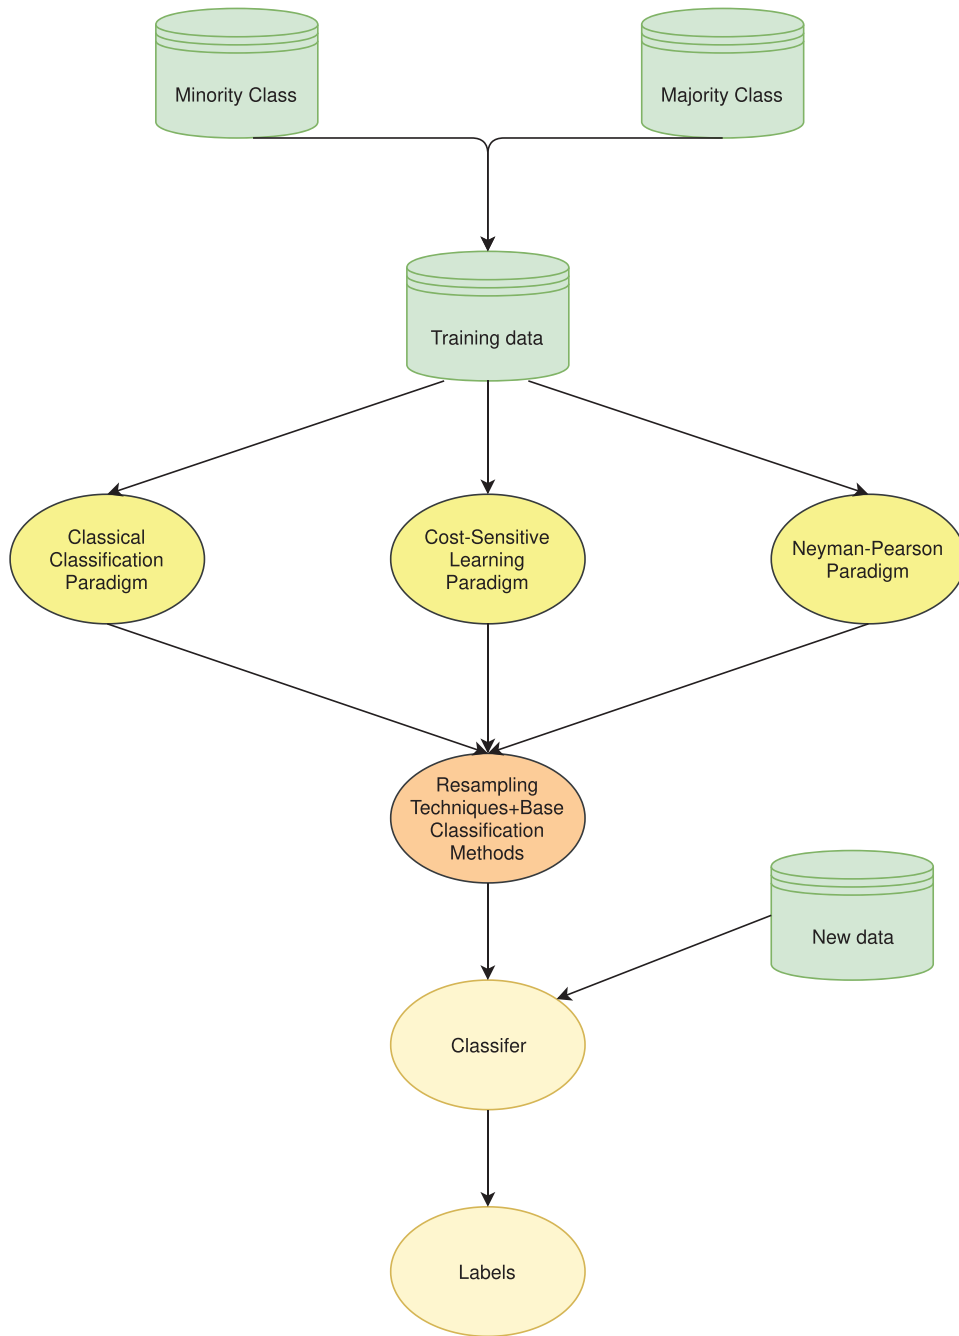 Minority Class
Majority Class
Training data
Classical
Classification
Paradigm
Cost-Sensitive
Learning
Paradigm
Neyman-Pearson
Paradigm
Resampling
Techniques+Base
Classification
Methods
New data
Classifer
Labels